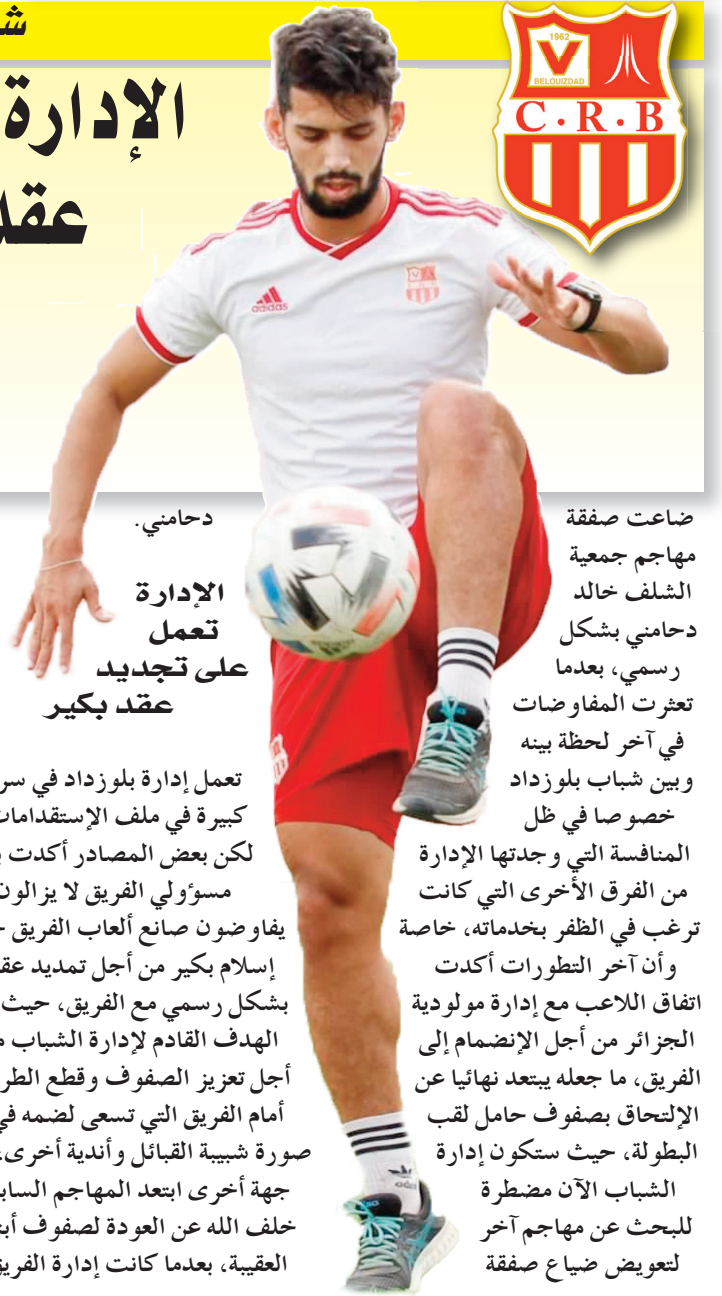 الإدارة
عقد
1962
BELOUIZDAD
C.R.B
adidas
ضاعت صفقة
مهاجم جمعية
الشلف خالد
دحامني بشكل
رسمي، بعدما
تعثرت المفاوضات
في آخر لحظة بينه
وبين شباب بلوزداد
خصوصا في ظل
المنافسة التي وجدتها الإدارة
من الفرق الأخرى التي كانت
ترغب في الظفر بخدماته، خاصة
وأن آخر التطورات أكدت
اتفاق اللاعب مع إدارة مولودية
الجزائر من أجل الإنضمام إلى
الفريق، ما جعله يبتعد نهائيا عن
الإلتحاق بصفوف حامل لقب
البطولة، حيث ستكون إدارة
الشباب الآن مضطرة
للبحث عن مهاجم آخر
لتعويض ضياع صفقة
دحامني.
الإدارة
تعمل
على تجديد
عقد بكير
تعمل إدارة بلوزداد في
كبيرة في ملف الإستقدامات
لكن بعض المصادر أكدت
مسؤولي الفريق لا يزالون
يفاوضون صانع ألعاب الفريق
إسلام بكير من أجل تمديد
بشكل رسمي مع الفريق، حيث
الهدف القادم لإدارة الشباب
أجل تعزيز الصفوف وقطع
أمام الفريق التي تسعى لضمه
صورة شبيبة القبائل وأندية أخرى،
جهة أخرى ابتعد المهاجم
خلف الله عن العودة لصفوف
العقيبة، بعدما كانت إدارة